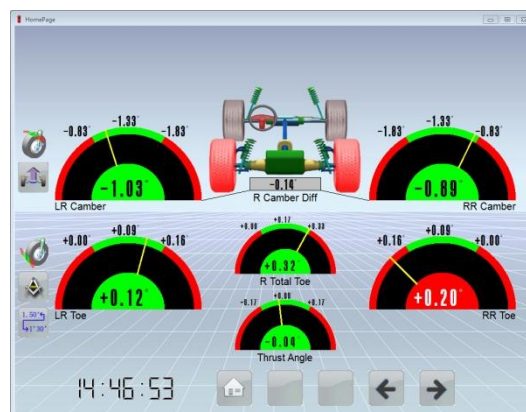 HomePage
-1.33°
-0.83° -1.83°
-1.03°
LR Camber
-0.14°
R Camber Diff
-1.33°
-1.83° -0.83°
-0.89°
RR Camber
+0.09°
+0.00° +0.16°
+0.12°
LR Toe
+0.17
+0.00 +0.33
+0.32
R Total Toe
+0.09°
+0.16° +0.00°
+0.20°
RR Toe
+0.00
-0.17 +0.17
-0.04
Thrust Angle
1.50°
1°30'
14:46:53